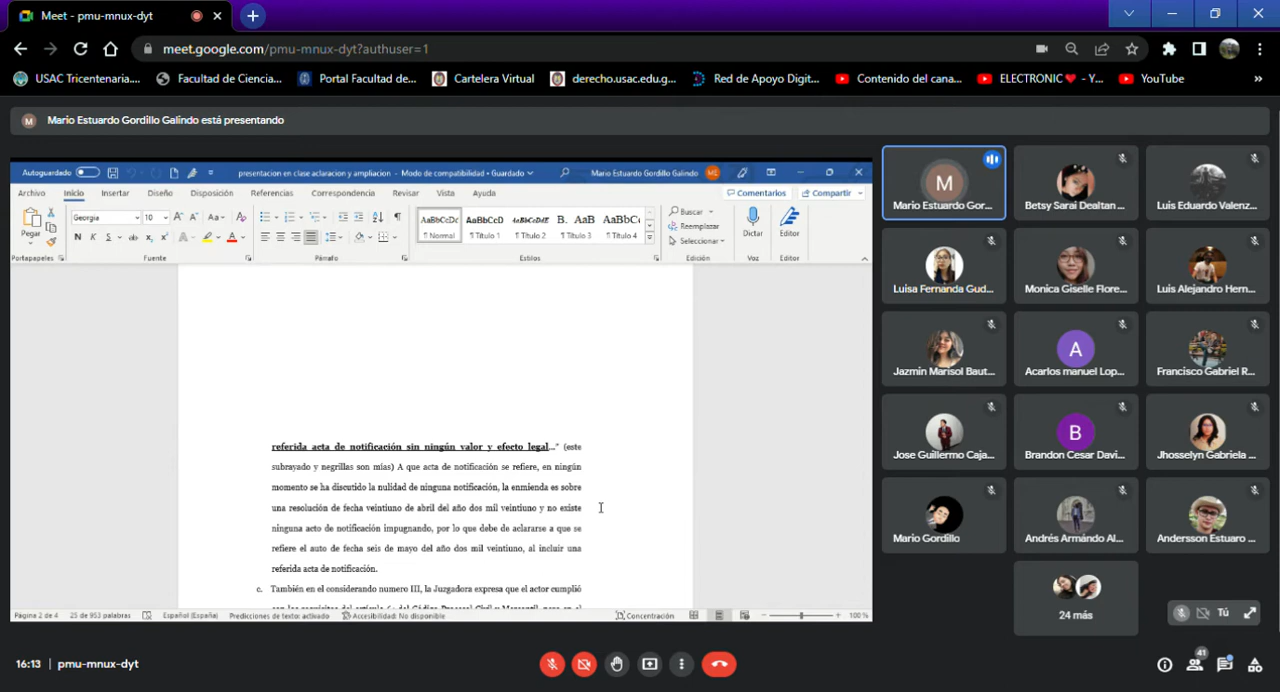 Meet - pmu-mnux-dyt
meet.google.com/pmu-mnux-dyt?authuser=1
USAC Tricentenaria... Facultad de Ciencia... Portal Facultad de... Cartelera Virtual derecho.usac.edu.g... Red de Apoyo Digit... Contenido del cana... ELECTRONIC❤ - Y... YouTube »
M Mario Estuardo Gordillo Galindo está presentando
Autoguardado presentacion en clase aclaracion y ampliacion - Modo de compatibilidad • Guardado Mario Estuardo Gordillo Galindo
Archivo Inicio Insertar Diseño Disposición Referencias Correspondencia Revisar Vista Ayuda Comentarios Compartir
Georgia 10 Aa
Pegar
N K S ab x
AaBbCcDc AaBbCcD AaBbCcDdE B. AaB AaBbC
¶ Normal ¶ Título 1 ¶ Título 2 ¶ Título 3 ¶ Título 4
Buscar
Reemplazar
Seleccionar
Dictar Editor
Portapapeles Fuente Párrafo Estilos Edición Voz Editor
referida acta de notificación sin ningún valor y efecto legal..." (este
subrayado y negrillas son mías) A que acta de notificación se refiere, en ningún
momento se ha discutido la nulidad de ninguna notificación, la enmienda es sobre
una resolución de fecha veintiuno de abril del año dos mil veintiuno y no existe
ninguna acto de notificación impugnando, por lo que debe de aclararse a que se
refiere el auto de fecha seis de mayo del año dos mil veintiuno, al incluir una
referida acta de notificación.
c. También en el considerando numero III, la Juzgadora expresa que el actor cumplió
Página 2 de 4 25 de 953 palabras Español (España) Predicciones de texto: activado Accesibilidad: No disponible Concentración 100 %
M
Mario Estuardo Gor...
Betsy Sarai Dealtan ...
Luis Eduardo Valenz...
Luisa Fernanda Gud...
Monica Giselle Flore...
Luis Alejandro Hern...
Jazmin Marisol Baut...
A
Acarlos manuel Lop...
Francisco Gabriel R...
Jose Guillermo Caja...
B
Brandon Cesar Davi...
Jhosselyn Gabriela ...
Mario Gordillo
Andrés Armándo Al...
Andersson Estuaro ...
24 más
Tú
16:13 | pmu-mnux-dyt
41